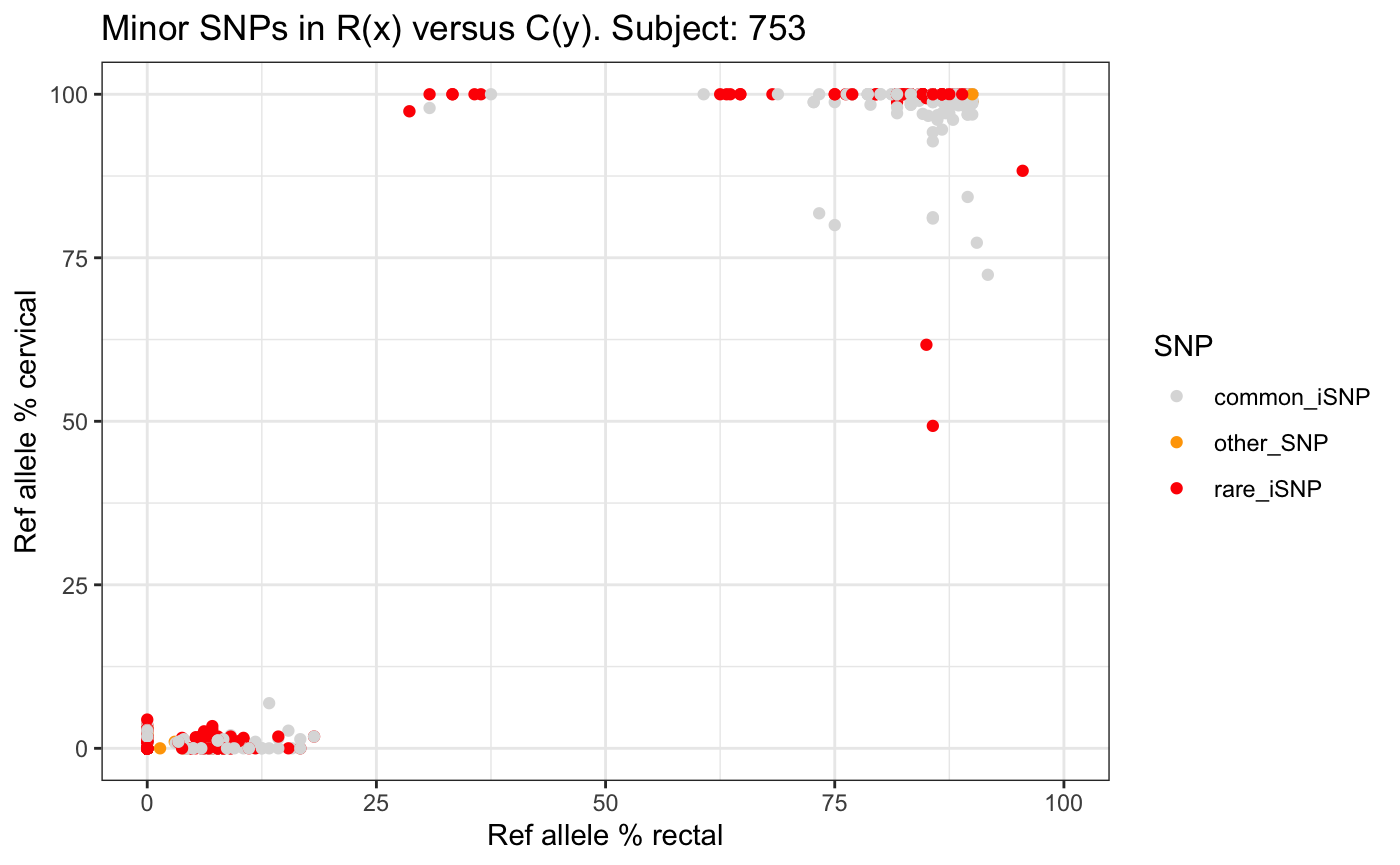 Minor SNPs in R(x) versus C(y). Subject: 753
100
75
50
25
0
Ref allele % cervical
0 25 50 75 100
Ref allele % rectal
SNP
common_iSNP
other_SNP
rare_iSNP